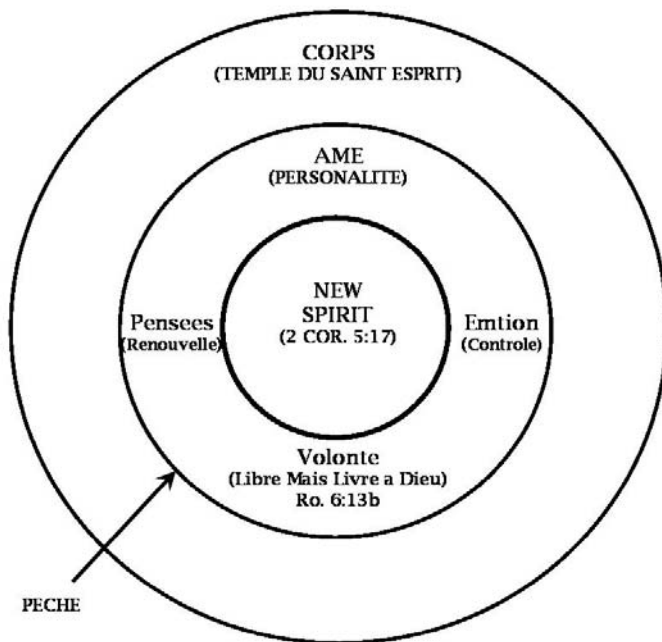 CORPS
(TEMPLE DU SAINT ESPRIT)
AME
(PERSONALITE)
NEW
SPIRIT
(2 COR. 5:17)
Pensees
(Renouvelle)
Emtion
(Controle)
Volonte
(Libre Mais Livre a Dieu)
Ro. 6:13b
PECHE